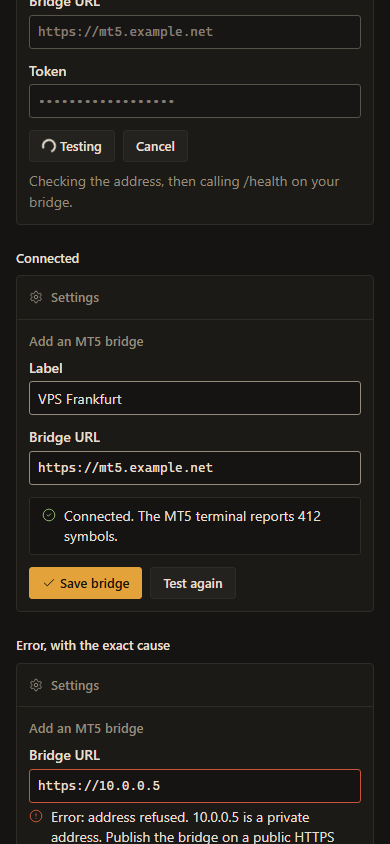 Bridge URL
https://mt5.example.net
Token
••••••••••••••••••
Testing
Cancel
Checking the address, then calling /health on your
bridge.
Connected
Settings
Add an MT5 bridge
Label
VPS Frankfurt
Bridge URL
https://mt5.example.net
Connected. The MT5 terminal reports 412
symbols.
Save bridge
Test again
Error, with the exact cause
Settings
Add an MT5 bridge
Bridge URL
https://10.0.0.5
Error: address refused. 10.0.0.5 is a private
address. Publish the bridge on a public HTTPS